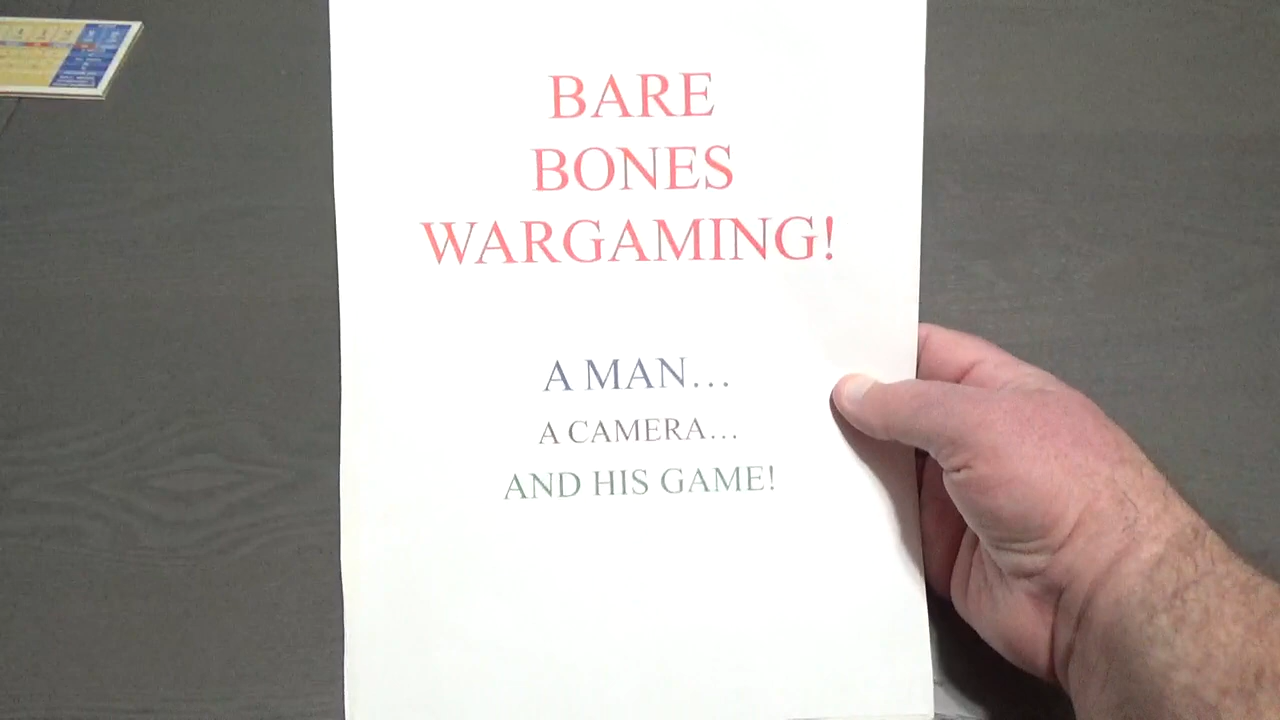 BARE
BONES
WARGAMING!
A MAN...
A CAMERA...
AND HIS GAME!